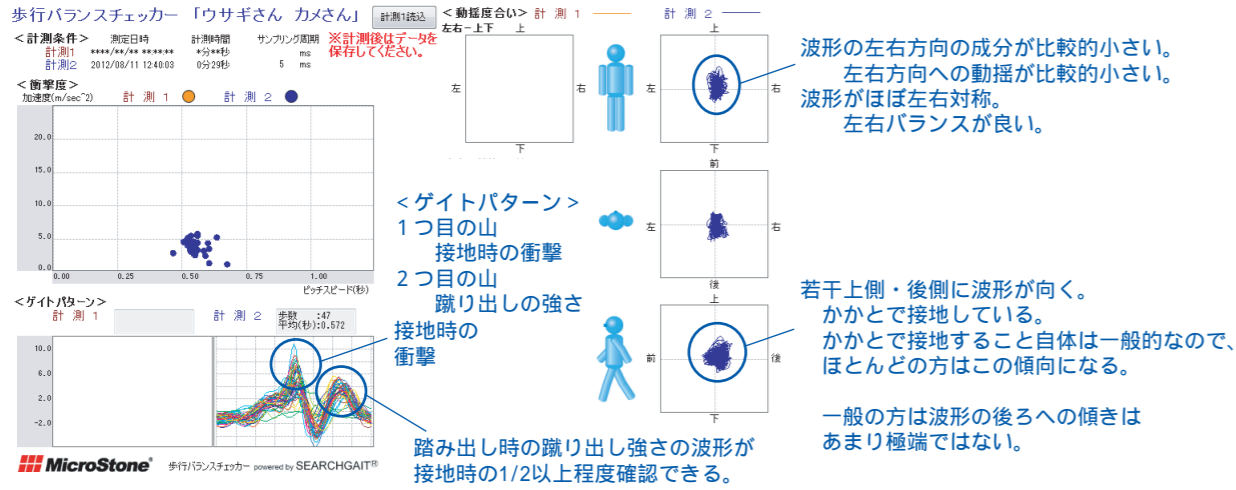 歩行バランスチェッカー 「ウサギさん カメさん」 計測1読込
<計測条件> 測定日時 計測時間 サンプリング周期 ※計測後はデータを
保存してください。
計測1 ****/**/** **:**:** *分**秒 ms
計測2 2012/08/11 12:40:03 0分29秒 5 ms
<衝撃度>
加速度(m/sec^2) 計 測 1 計 測 2
20.0
15.0
10.0
5.0
0.0
0.00 0.25 0.50 0.75 1.00
ピッチスピード(秒)
<ゲイトパターン>
計 測 1 計 測 2 歩数 :47
平均(秒):0.572
10.0
6.0
2.0
-2.0
MicroStone® 歩行バランスチェッカー powered by SEARCHGAIT®
<動揺度合い> 計 測 1 計 測 2
左右-上下 上 上
左 右 左 右
下 下
前
左 右
後
上
前 後
下
波形の左右方向の成分が比較的小さい。
左右方向への動揺が比較的小さい。
波形がほぼ左右対称。
左右バランスが良い。
<ゲイトパターン>
1つ目の山
接地時の衝撃
2つ目の山
蹴り出しの強さ
接地時の
衝撃
若干上側・後側に波形が向く。
かかとで接地している。
かかとで接地すること自体は一般的なので、
ほとんどの方はこの傾向になる。
一般の方は波形の後ろへの傾きは
あまり極端ではない。
踏み出し時の蹴り出し強さの波形が
接地時の1/2以上程度確認できる。